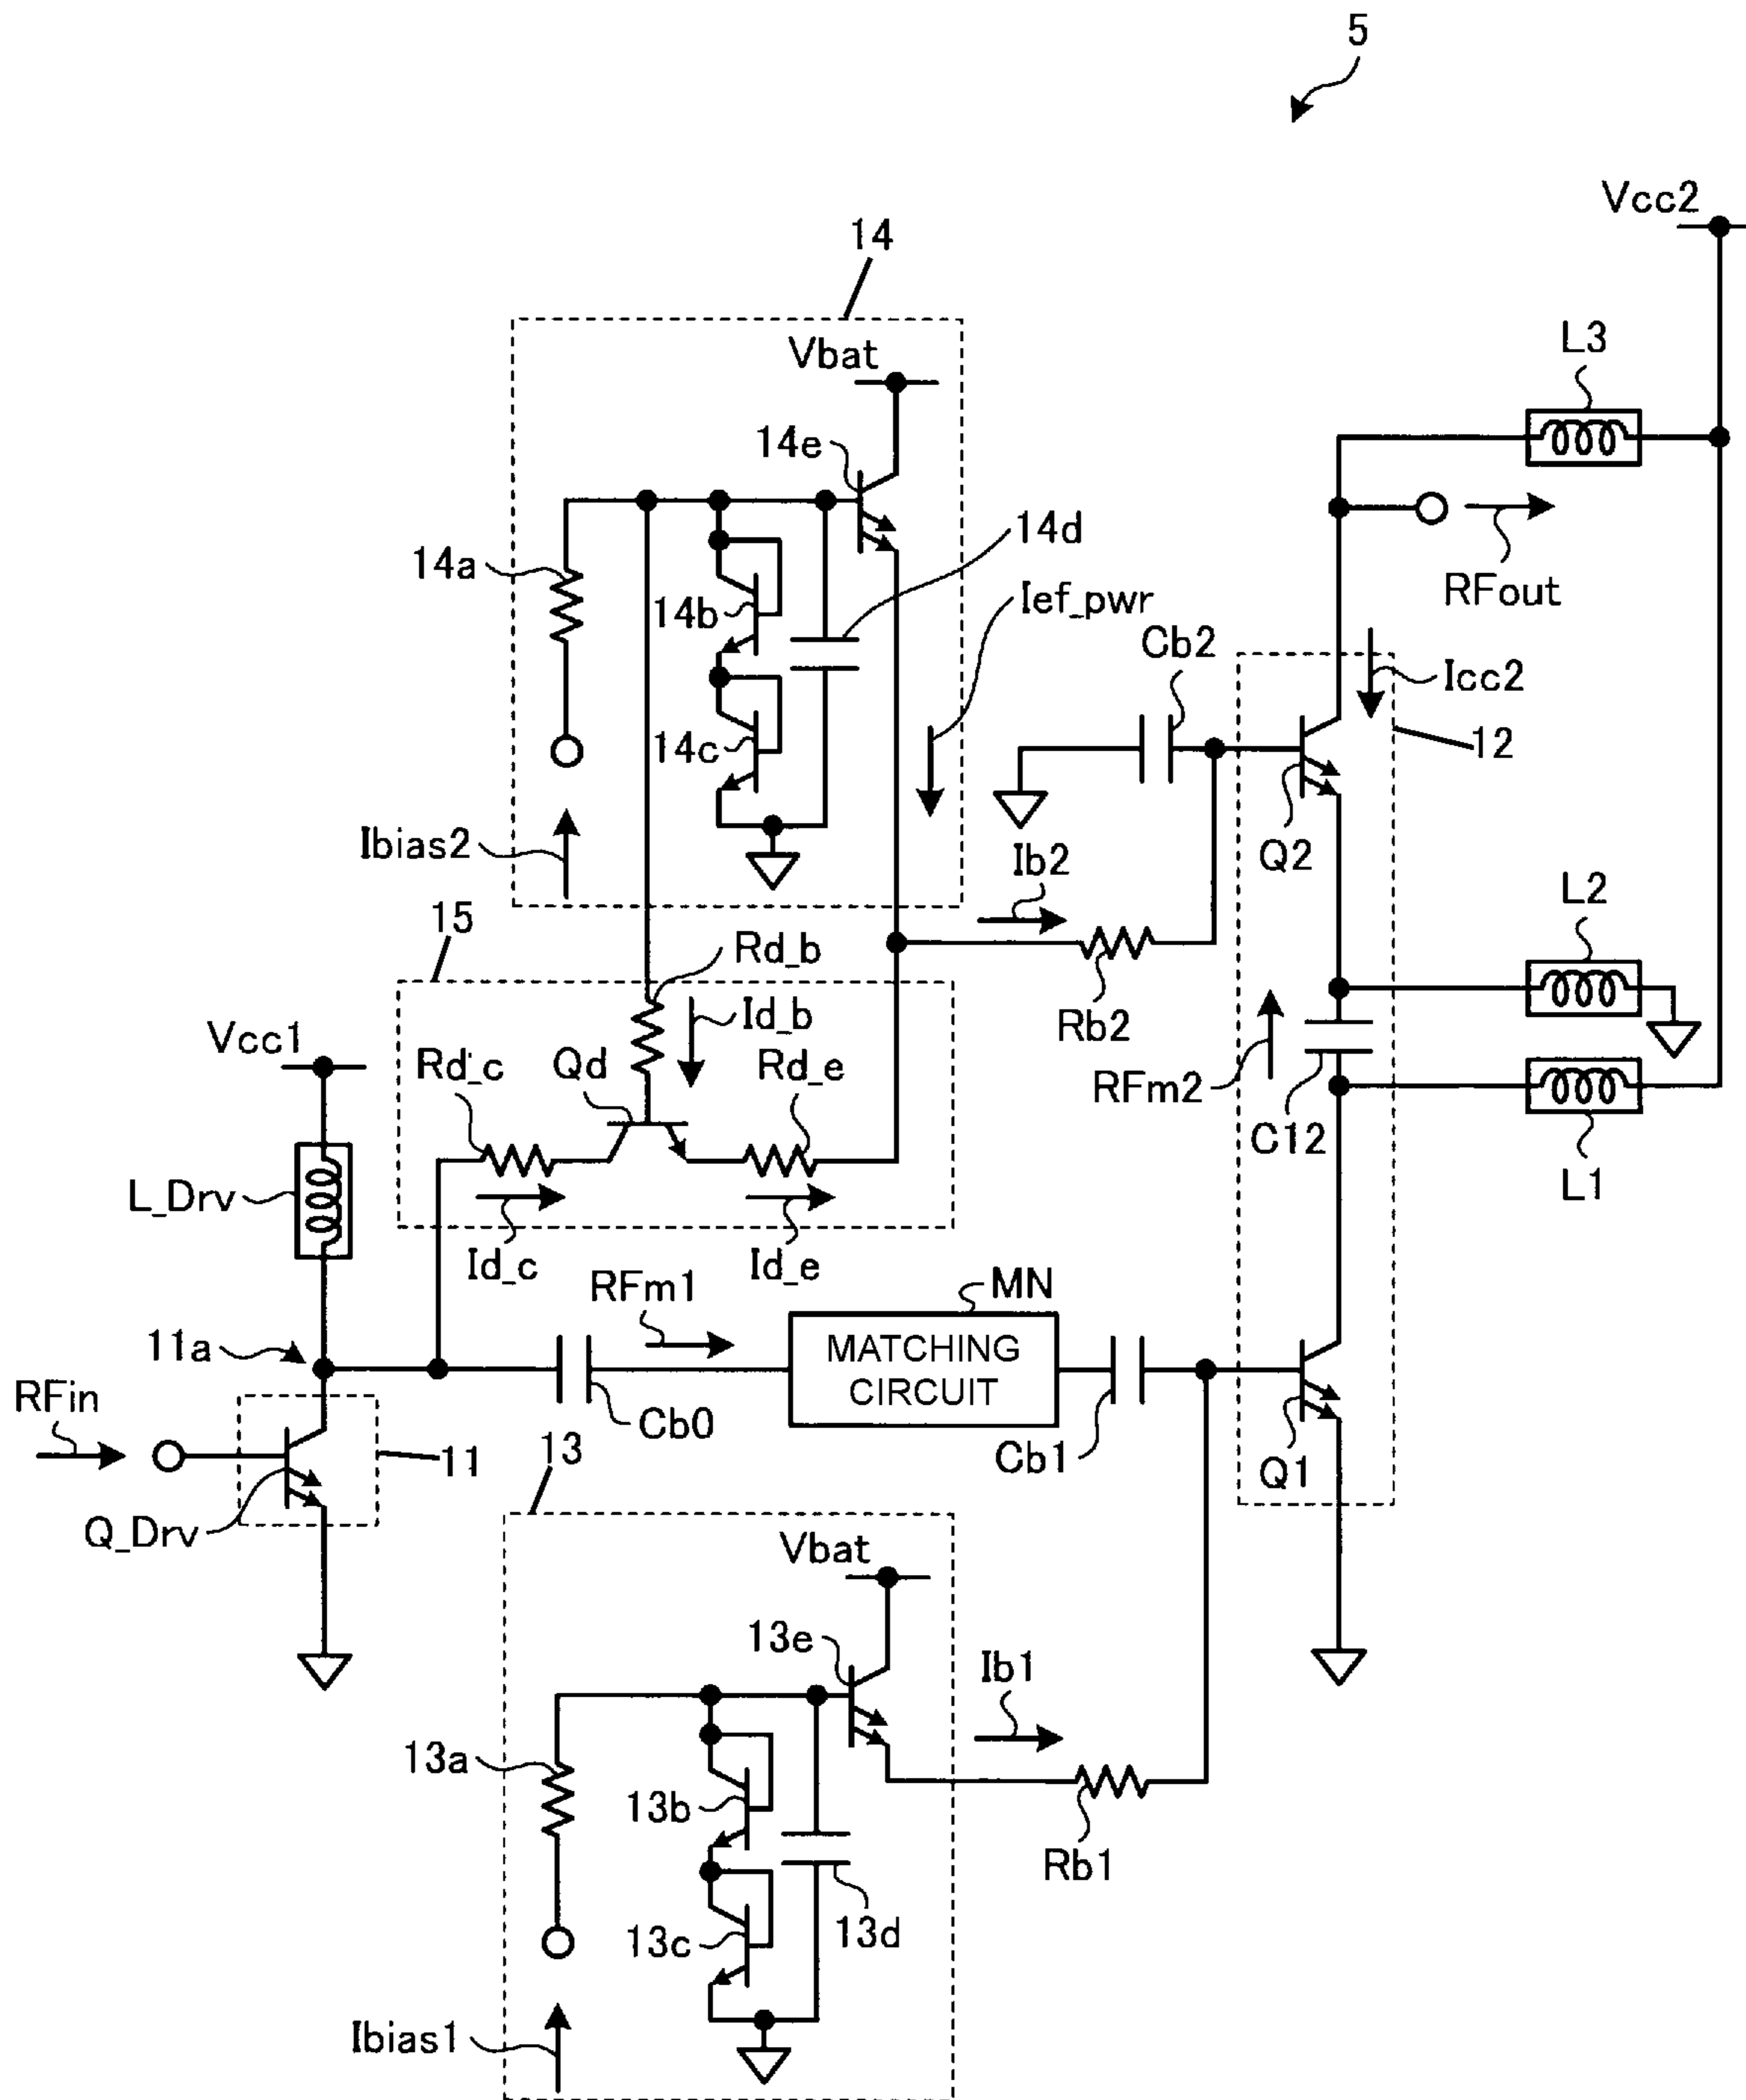 5
Vcc2
14
Vbat
L3
14e
14d
14a
RFout
14b
Ief_pwr
Cb2
Icc2
14c
12
Ibias2
Q2
Ib2
L2
15
Rd_b
Id_b
Rb2
Vcc1
Rd_c
Qd
Rd_e
RFm2
C12
L1
L_Drv
Id_c
Id_e
RFm1
MN
11a
MATCHING
CIRCUIT
RFin
Cb0
13
11
Cb1
Q1
Q_Drv
Vbat
13e
Ib1
13a
13b
Rb1
13c
13d
Ibias1